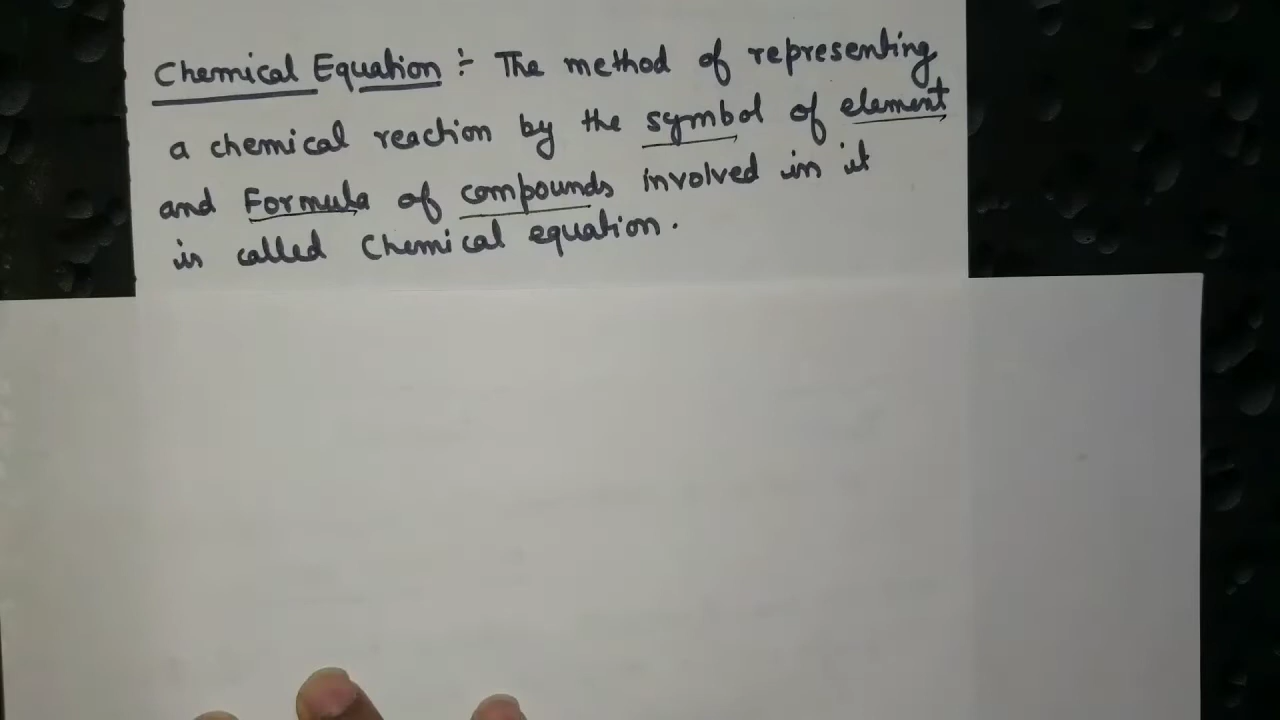 Chemical Equation :- The method of representing
a chemical reaction by the symbol of element
and Formula of compounds involved in it
is called Chemical equation.